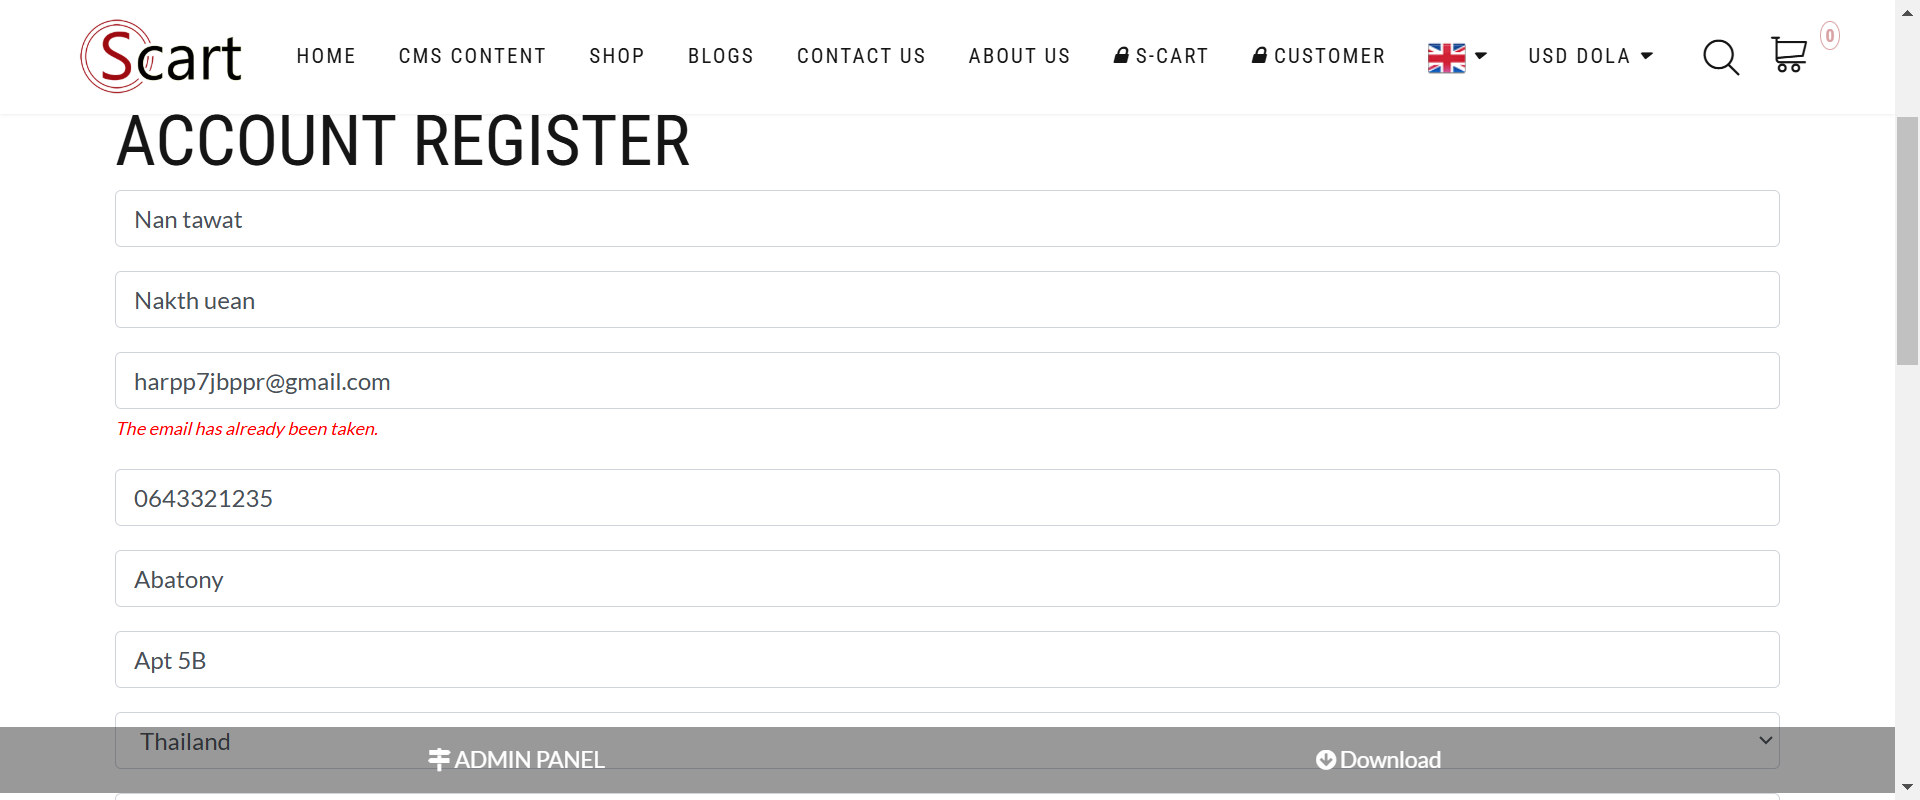 Scart
HOME CMS CONTENT SHOP BLOGS CONTACT US ABOUT US S-CART CUSTOMER USD DOLA 0
ACCOUNT REGISTER
Nan tawat
Nakth uean
harpp7jbppr@gmail.com
The email has already been taken.
0643321235
Abatony
Apt 5B
Thailand
ADMIN PANEL Download